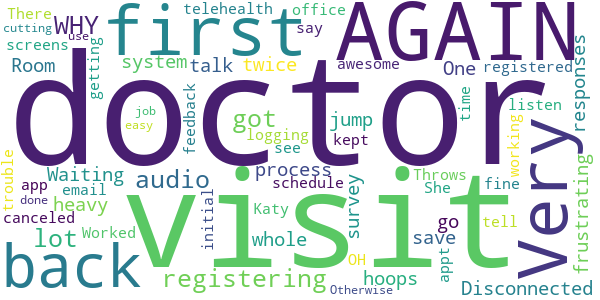 telehealth
office
There
WHY
first
AGAIN
say
cutting
use
screens
getting
system
twice
awesome
Room
talk
One
registered
responses
doctor
feedback
got
jump
time
listen
job
easy
logging
see
kept
working
trouble
Waiting
audio
process
schedule
Throws
She
fine
Very
frustrating
app
email
done
heavy
initial
Katy
survey
go
tell
canceled
visit
lot
Worked
whole
OH
save
appt
back
registering
hoops
Otherwise
Disconnected